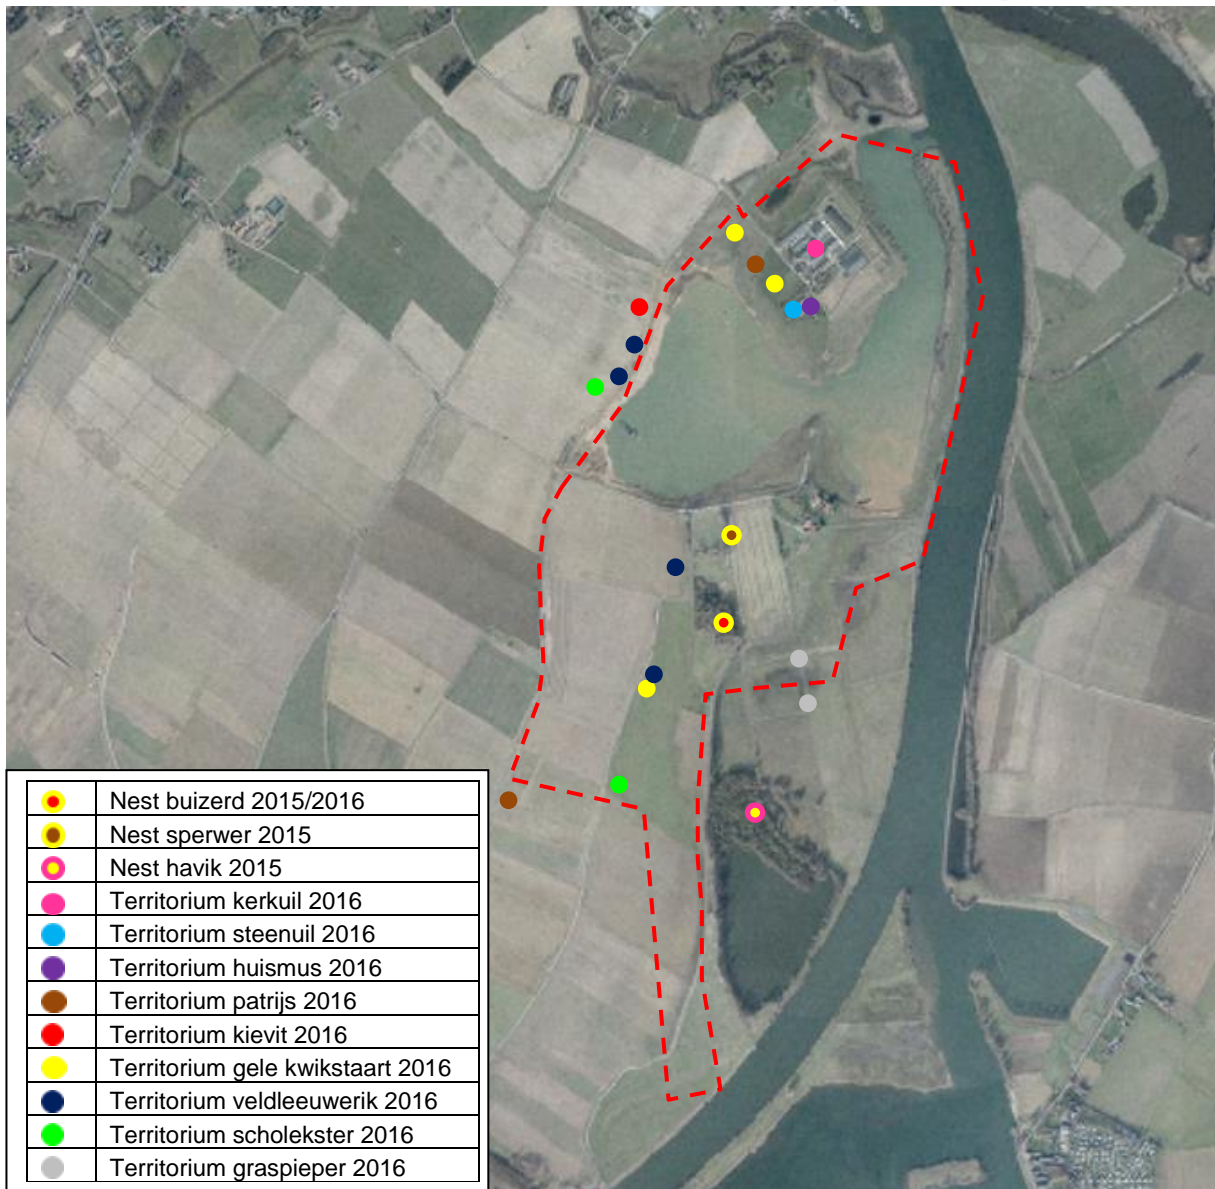 Nest buizerd 2015/2016
Nest sperwer 2015
Nest havik 2015
Territorium kerkuil 2016
Territorium steenuil 2016
Territorium huismus 2016
Territorium patrijs 2016
Territorium kievit 2016
Territorium gele kwikstaart 2016
Territorium veldleeuwerik 2016
Territorium scholekster 2016
Territorium graspieper 2016